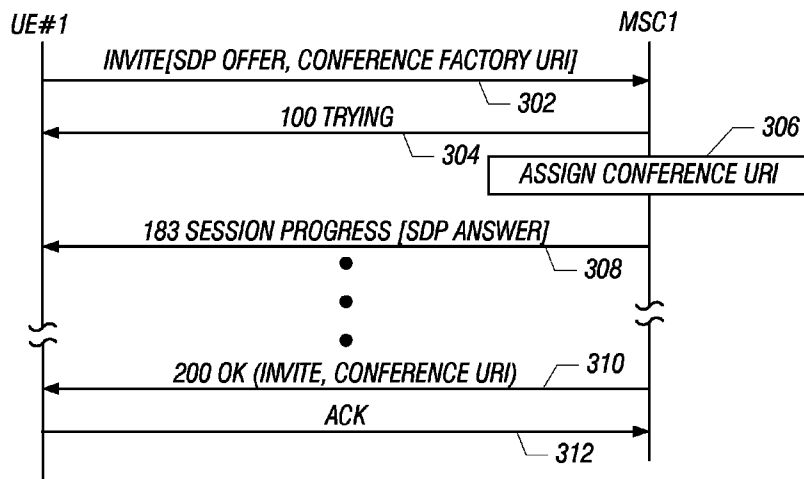 UE#1
MSC1
INVITE[SDP OFFER, CONFERENCE FACTORY URI]
302
100 TRYING
304
306
ASSIGN CONFERENCE URI
183 SESSION PROGRESS [SDP ANSWER]
308
200 OK (INVITE, CONFERENCE URI)
310
ACK
312